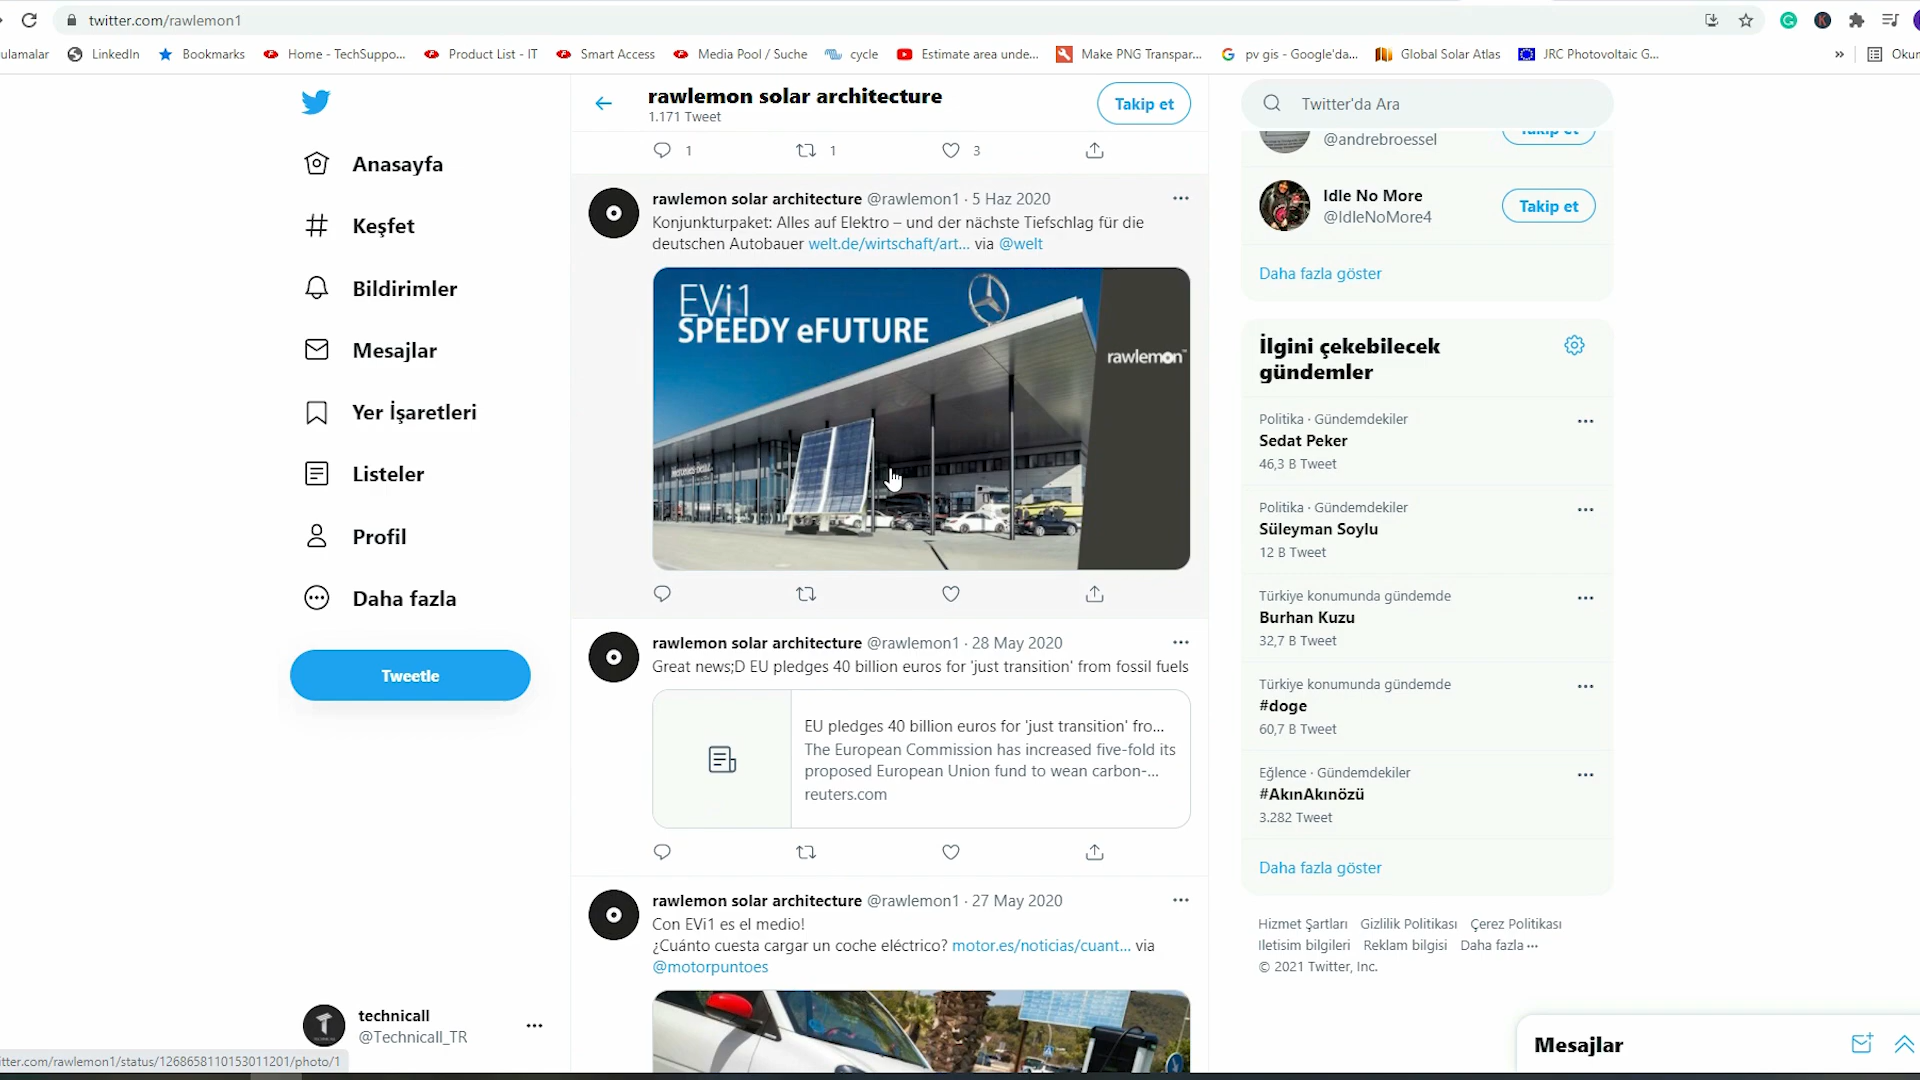 twitter.com/rawlemon1
ulamalar
LinkedIn
Bookmarks
Home - TechSuppo...
Product List - IT
Smart Access
Media Pool / Suche
cycle
Estimate area unde...
Make PNG Transpar...
pv gis - Google'da...
Global Solar Atlas
JRC Photovoltaic G...
»
Okun
Anasayfa
Keşfet
Bildirimler
Mesajlar
Yer İşaretleri
Listeler
Profil
Daha fazla
Tweetle
technicall
@Technicall_TR
itter.com/rawlemon1/status/1268658110153011201/photo/1
rawlemon solar architecture
1.171 Tweet
Takip et
1 1 3
rawlemon solar architecture @rawlemon1 · 5 Haz 2020
Konjunkturpaket: Alles auf Elektro – und der nächste Tiefschlag für die
deutschen Autobauer welt.de/wirtschaft/art... via @welt
EVi1
SPEEDY eFUTURE
rawlemon™
rawlemon solar architecture @rawlemon1 · 28 May 2020
Great news;D EU pledges 40 billion euros for 'just transition' from fossil fuels
EU pledges 40 billion euros for 'just transition' fro...
The European Commission has increased five-fold its
proposed European Union fund to wean carbon-...
reuters.com
rawlemon solar architecture @rawlemon1 · 27 May 2020
Con EVi1 es el medio!
¿Cuánto cuesta cargar un coche eléctrico? motor.es/noticias/cuant... via
@motorpuntoes
Twitter'da Ara
@andrebroessel
Takip et
Idle No More
@IdleNoMore4
Takip et
Daha fazla göster
İlgini çekebilecek
gündemler
Politika · Gündemdekiler
Sedat Peker
46,3 B Tweet
Politika · Gündemdekiler
Süleyman Soylu
12 B Tweet
Türkiye konumunda gündemde
Burhan Kuzu
32,7 B Tweet
Türkiye konumunda gündemde
#doge
60,7 B Tweet
Eğlence · Gündemdekiler
#AkınAkınözü
3.282 Tweet
Daha fazla göster
Hizmet Şartları Gizlilik Politikası Çerez Politikası
Iletisim bilgileri Reklam bilgisi Daha fazla ···
© 2021 Twitter, Inc.
Mesajlar